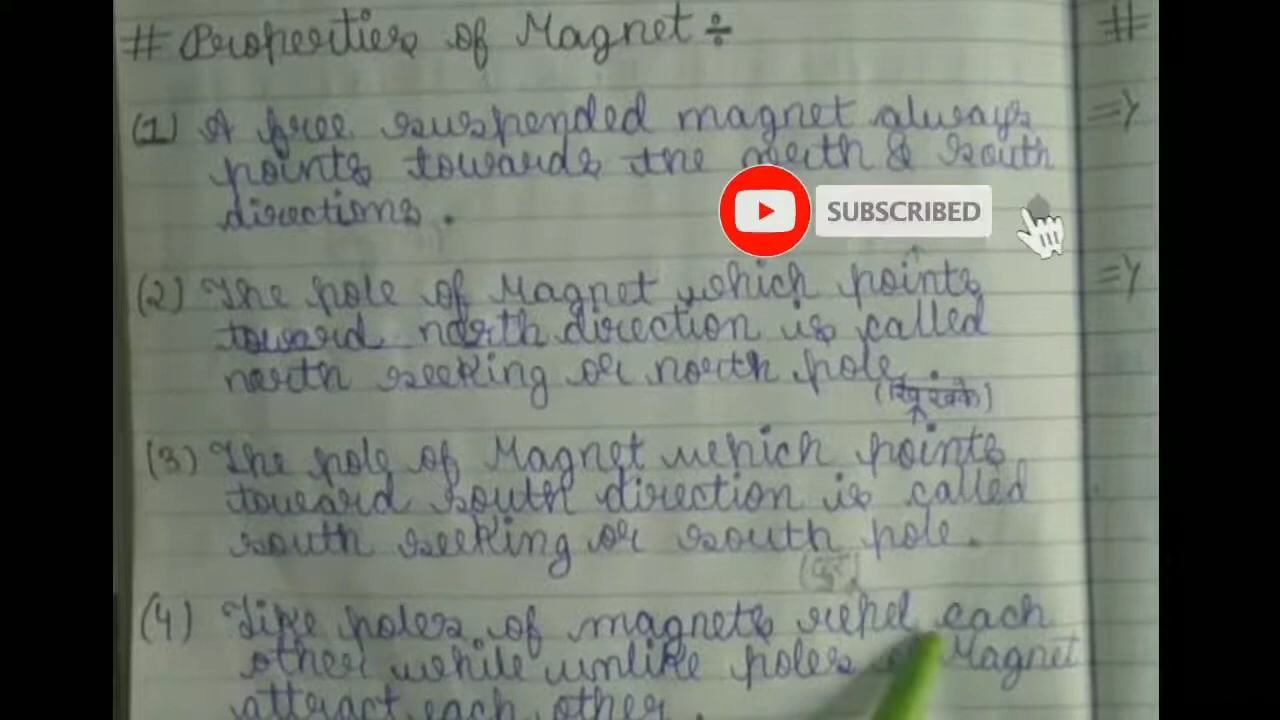 # Properties of Magnet ÷
#
(1) A free suspended magnet always
=>
points towards the north & south
directions.
SUBSCRIBED
(2) The pole of Magnet which points
=>
toward north direction is called
north seeking or north pole.
(3) The pole of Magnet which points
toward south direction is called
south seeking or south pole.
(4) Like poles of magnets repel each
other while unlike poles Magnet
attract each other.